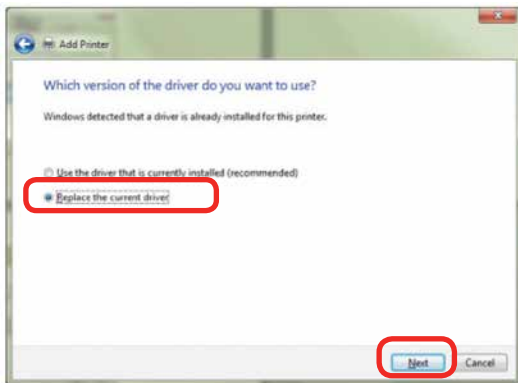 Add Printer
Which version of the driver do you want to use?
Windows detected that a driver is already installed for this printer.
Use the driver that is currently installed (recommended)
Replace the current driver
Next Cancel